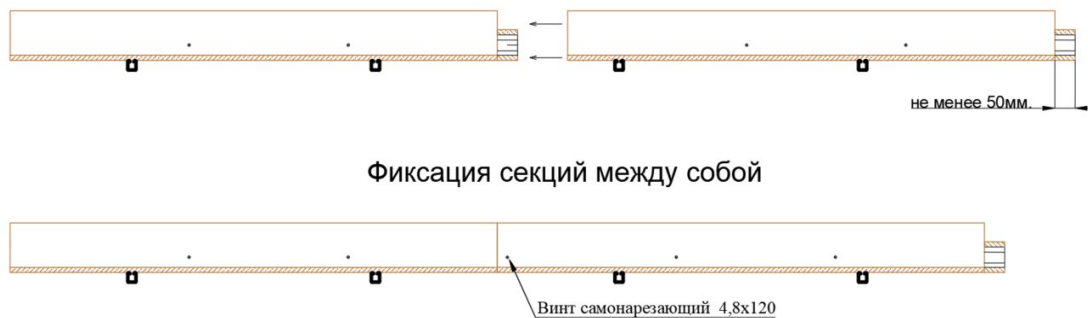 не менее 50мм.
Фиксация секций между собой
Винт самонарезающий 4,8х120